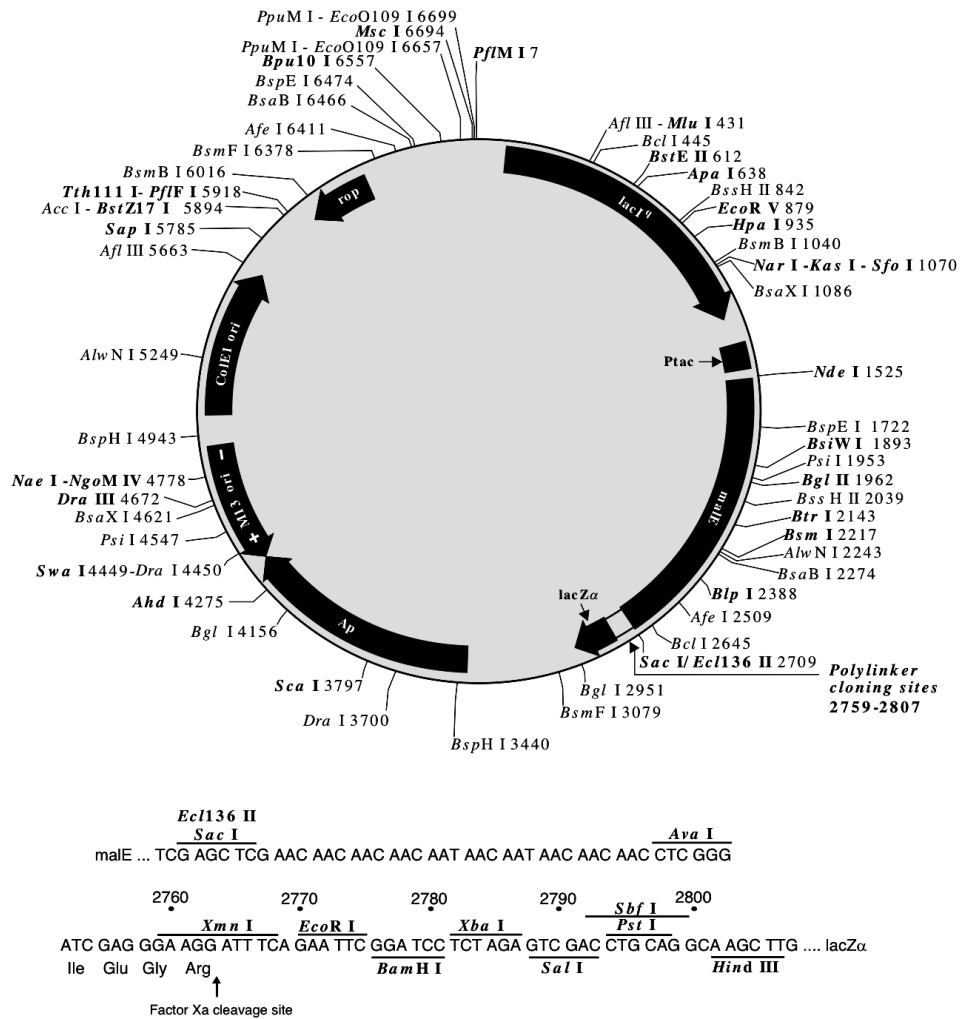 PpuM I - EcoO109 I 6699
Msc I 6694
PpuM I - EcoO109 I 6657
Bpu10 I 6557
BspE I 6474
BsaB I 6466
Afe I 6411
BsmF I 6378
BsmB I 6016
Tth111 I- PflF I 5918
Acc I - BstZ17 I 5894
Sap I 5785
Afl III 5663
AlwN I 5249
BspH I 4943
Nae I -NgoM IV 4778
Dra III 4672
BsaX I 4621
Psi I 4547
Swa I 4449-Dra I 4450
Ahd I 4275
Bgl I 4156
Sca I 3797
Dra I 3700
BspH I 3440
PflM I 7
Afl III - Mlu I 431
Bcl I 445
BstE II 612
Apa I 638
BssH II 842
EcoR V 879
Hpa I 935
BsmB I 1040
Nar I -Kas I - Sfo I 1070
BsaX I 1086
Nde I 1525
BspE I 1722
BsiW I 1893
Psi I 1953
Bgl II 1962
Bss H II 2039
Btr I 2143
Bsm I 2217
AlwN I 2243
BsaB I 2274
Blp I 2388
Afe I 2509
Bcl I 2645
Sac I/ Ecl136 II 2709
Polylinker
cloning sites
2759-2807
Bgl I 2951
BsmF I 3079
rop
lacIq
Ptac
malE
lacZα
Ap
+ M13 ori −
ColE1 ori
Ecl136 II
Sac I Ava I
malE ... TCGAGCTCG AAC AAC AAC AAC AAT AAC AAT AAC AAC AAC CTC GGG
2760 2770 2780 2790 2800
Sbf I
Xmn I EcoR I Xba I Pst I
ATC GAG GGA AGG ATT TCA GAA TTC GGA TCC TCT AGA GTC GAC CTG CAG GCA AGC TTG .... lacZα
BamH I Sal I Hind III
Ile Glu Gly Arg
Factor Xa cleavage site